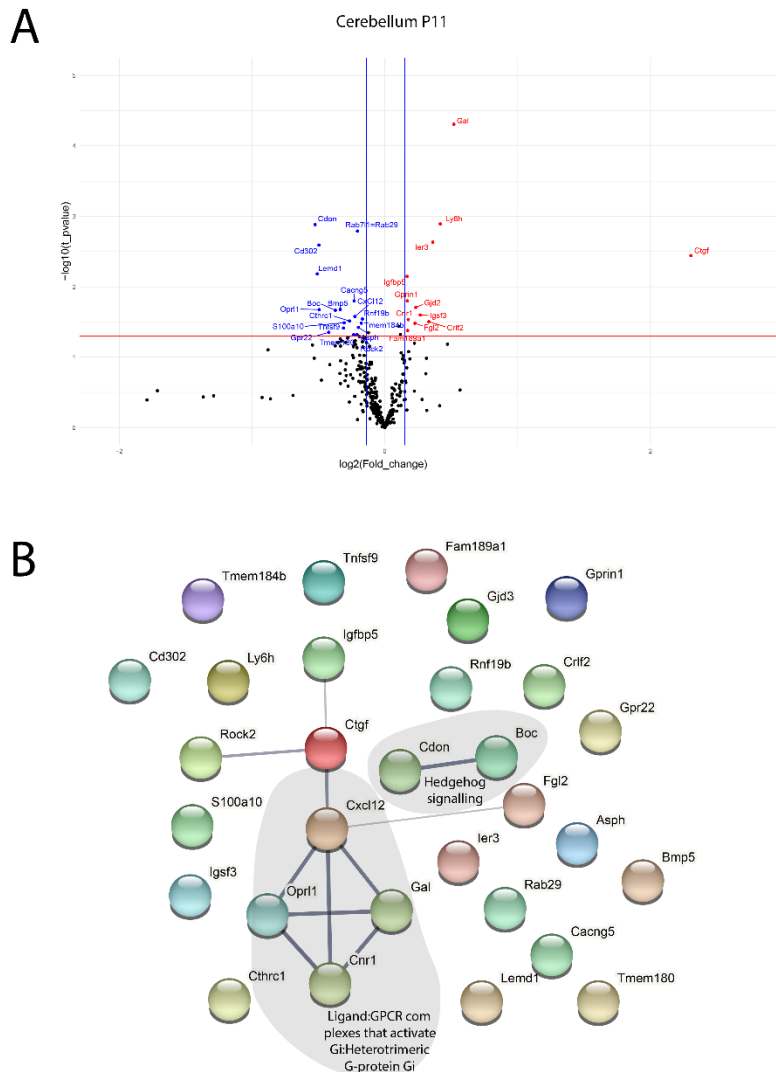 A
Cerebellum P11
5
Gal
4
3
Cdon
Rab7l1=Rab29
Ly6h
Ier3
Cd302
Ctgf
Lemd1
Igfbp5
2
Cacng5
Gprin1
Boc
Bmp5
CxCl12
Gjd2
Oprl1
Cthrc1
Rnf19b
Cnr1
Igsf3
S100a10
Tnfsf9
Tmem184b
Fgl2
Crlf2
Gpr22
Asph
Fam189a1
Rock2
1
0
-2
0
2
-log10(t_pvalue)
log2(Fold_change)
B
Tnfsf9
Fam189a1
Tmem184b
Gprin1
Gjd3
Igfbp5
Cd302
Ly6h
Rnf19b
Crlf2
Gpr22
Ctgf
Rock2
Cdon
Boc
Hedgehog
signalling
Fgl2
S100a10
Cxcl12
Asph
Ier3
Bmp5
Igsf3
Oprl1
Gal
Rab29
Cacng5
Cnr1
Cthrc1
Lemd1
Tmem180
Ligand:GPCR com
plexes that activate
Gi:Heterotrimeric
G-protein Gi